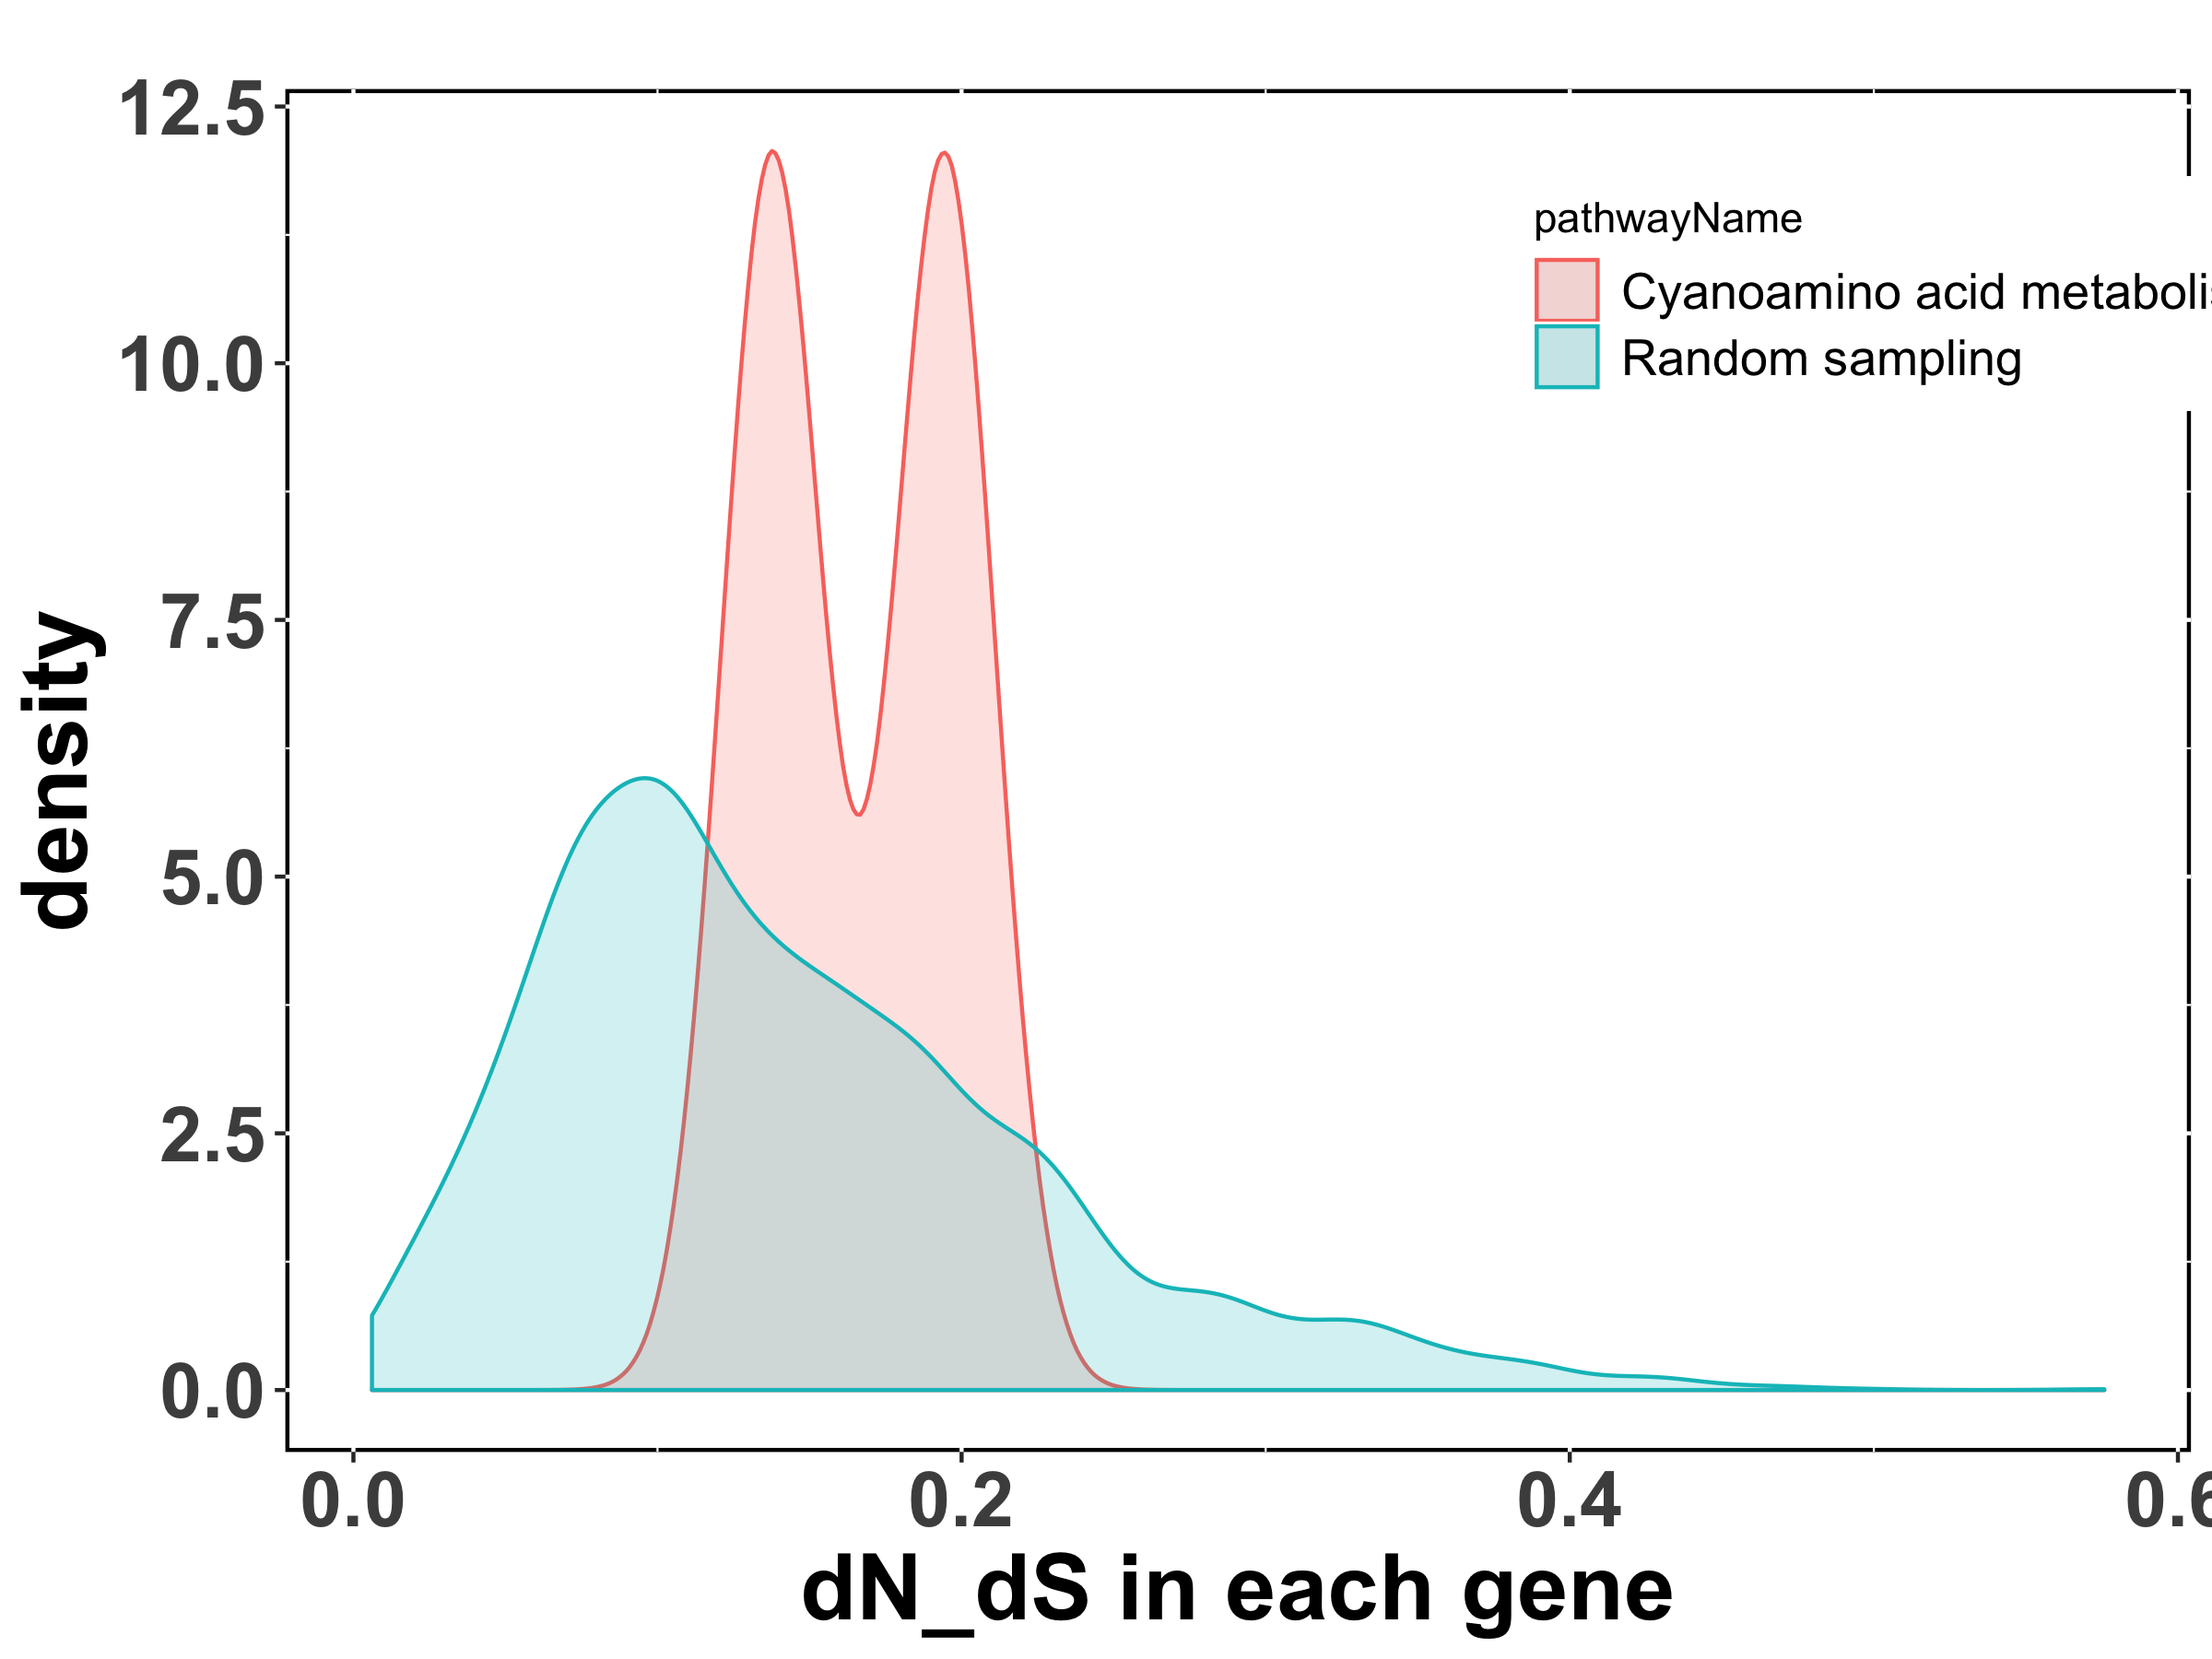 12.5
10.0
7.5
5.0
2.5
0.0
density
pathwayName
Cyanoamino acid metabolis
Random sampling
0.0 0.2 0.4 0.6
dN_dS in each gene